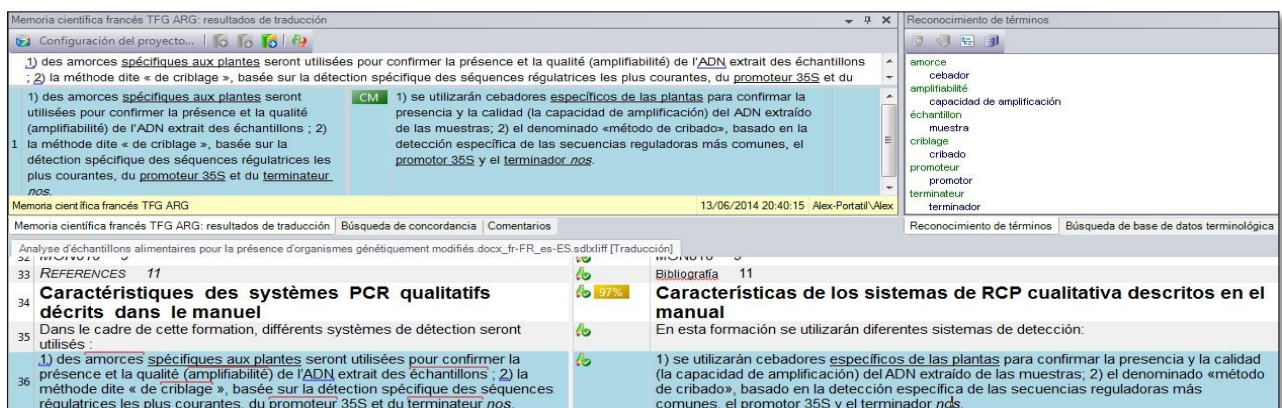 Memoria científica francés TFG ARG: resultados de traducción
Configuración del proyecto...
1) des amorces spécifiques aux plantes seront utilisées pour confirmer la présence et la qualité (amplifiabilité) de l'ADN extrait des échantillons
; 2) la méthode dite « de criblage », basée sur la détection spécifique des séquences régulatrices les plus courantes, du promoteur 35S et du
1) des amorces spécifiques aux plantes seront
utilisées pour confirmer la présence et la qualité
(amplifiabilité) de l'ADN extrait des échantillons ; 2)
1 la méthode dite « de criblage », basée sur la
détection spécifique des séquences régulatrices les
plus courantes, du promoteur 35S et du terminateur
nos.
CM
1) se utilizarán cebadores específicos de las plantas para confirmar la
presencia y la calidad (la capacidad de amplificación) del ADN extraído
de las muestras; 2) el denominado «método de cribado», basado en la
detección específica de las secuencias reguladoras más comunes, el
promotor 35S y el terminador nos.
Memoria científica francés TFG ARG
13/06/2014 20:40:15 Alex-Portatil\Alex
Memoria científica francés TFG ARG: resultados de traducción Búsqueda de concordancia Comentarios
Reconocimiento de términos
amorce
cebador
amplifiabilité
capacidad de amplificación
échantillon
muestra
criblage
cribado
promoteur
promotor
terminateur
terminador
Reconocimiento de términos Búsqueda de base de datos terminológica
Analyse d'échantillons alimentaires pour la présence d'organismes génétiquement modifiés.docx_fr-FR_es-ES.sdlxliff [Traducción]
32 MON810 9
MON810 9
33 REFERENCES 11
Bibliografía 11
34 Caractéristiques des systèmes PCR qualitatifs
décrits dans le manuel
97%
Características de los sistemas de RCP cualitativa descritos en el
manual
35 Dans le cadre de cette formation, différents systèmes de détection seront
utilisés :
En esta formación se utilizarán diferentes sistemas de detección:
36 1) des amorces spécifiques aux plantes seront utilisées pour confirmer la
présence et la qualité (amplifiabilité) de l'ADN extrait des échantillons ; 2) la
méthode dite « de criblage », basée sur la détection spécifique des séquences
régulatrices les plus courantes, du promoteur 35S et du terminateur nos.
1) se utilizarán cebadores específicos de las plantas para confirmar la presencia y la calidad
(la capacidad de amplificación) del ADN extraído de las muestras; 2) el denominado «método
de cribado», basado en la detección específica de las secuencias reguladoras más
comunes, el promotor 35S y el terminador nos.